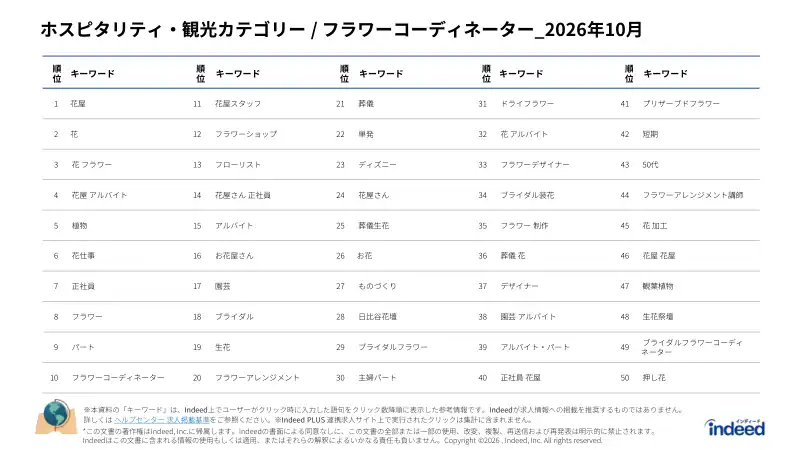 ホスピタリティ・観光カテゴリー / フラワーコーディネーター_2026年10月
順位 キーワード 順位 キーワード 順位 キーワード 順位 キーワード 順位 キーワード
1 花屋 11 花屋スタッフ 21 葬儀 31 ドライフラワー 41 プリザーブドフラワー
2 花 12 フラワーショップ 22 単発 32 花 アルバイト 42 短期
3 花 フラワー 13 フローリスト 23 ディズニー 33 フラワーデザイナー 43 50代
4 花屋 アルバイト 14 花屋さん 正社員 24 花屋さん 34 ブライダル装花 44 フラワーアレンジメント講師
5 植物 15 アルバイト 25 葬儀生花 35 フラワー 制作 45 花 加工
6 花仕事 16 お花屋さん 26 お花 36 葬儀 花 46 花屋 花屋
7 正社員 17 園芸 27 ものづくり 37 デザイナー 47 観葉植物
8 フラワー 18 ブライダル 28 日比谷花壇 38 園芸 アルバイト 48 生花祭壇
9 パート 19 生花 29 ブライダルフラワー 39 アルバイト・パート 49 ブライダルフラワーコーディネーター
10 フラワーコーディネーター 20 フラワーアレンジメント 30 主婦パート 40 正社員 花屋 50 押し花
※本資料の「キーワード」は、Indeed上でユーザーがクリック時に入力した語句をクリック数降順に表示した参考情報です。Indeedが求人情報への掲載を推奨するものではありません。
詳しくは ヘルプセンター 求人掲載基準をご参照ください。※Indeed PLUS 連携求人サイト上で実行されたクリックは集計に含まれません。
*この文書の著作権はIndeed, Inc.に帰属します。Indeedの書面による同意なしに、この文書の全部または一部の使用、改変、複製、再送信および再発表は明示的に禁止されます。
Indeedはこの文書に含まれる情報の使用もしくは適用、またはそれらの解釈によるいかなる責任も負いません。Copyright ©2026 , Indeed, Inc. All rights reserved.
インディード
indeed